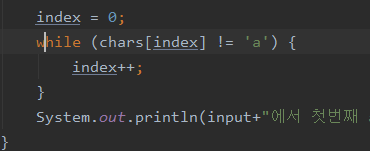 index = 0;
while (chars[index] != 'a') {
index++;
}
System.out.println(input+"에서 첫번째
}